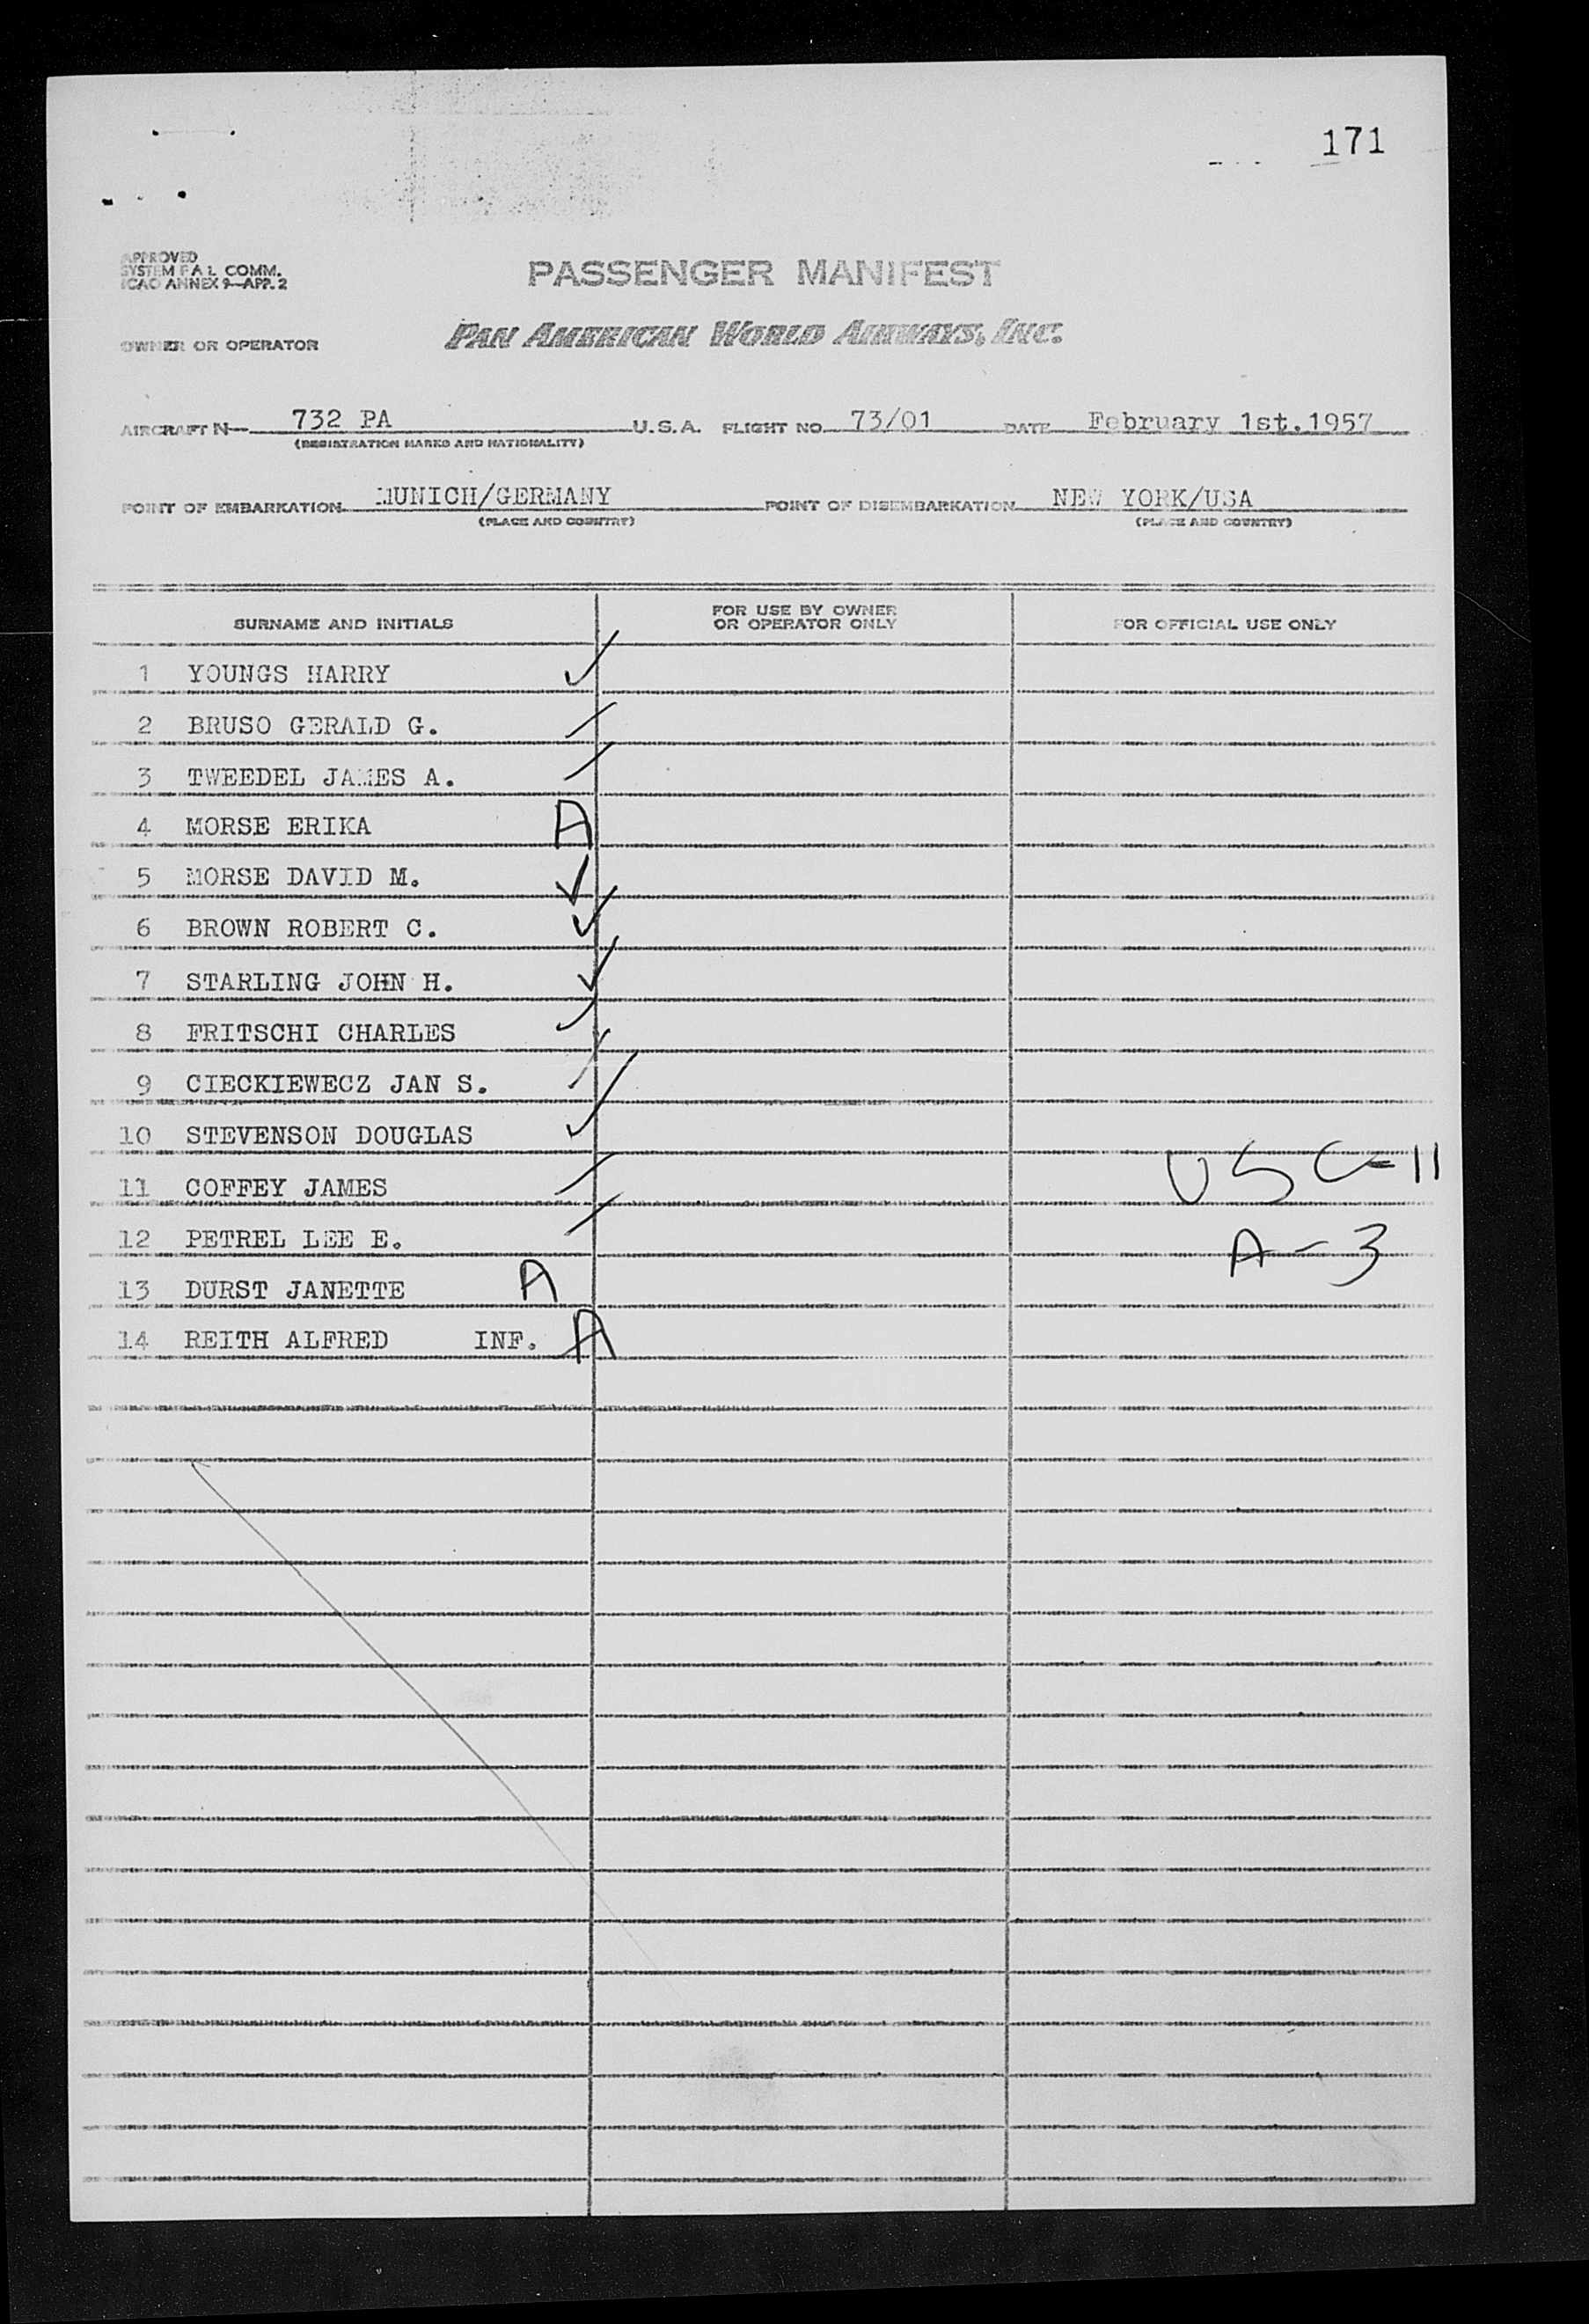 171
APPROVED
SYSTEM F A L COMM.
ICAO ANNEX 9—APP. 2
PASSENGER MANIFEST
OWNER OR OPERATOR PAN AMERICAN WORLD AIRWAYS, INC.
AIRCRAFT N— 732 PA U.S.A. FLIGHT NO. 73/01 DATE February 1st.1957
(REGISTRATION MARKS AND NATIONALITY)
POINT OF EMBARKATION MUNICH/GERMANY POINT OF DISEMBARKATION NEW YORK/USA
(PLACE AND COUNTRY) (PLACE AND COUNTRY)
SURNAME AND INITIALS FOR USE BY OWNER OR OPERATOR ONLY FOR OFFICIAL USE ONLY
1 YOUNGS HARRY
2 BRUSO GERALD G.
3 TWEEDEL JAMES A.
4 MORSE ERIKA A
5 MORSE DAVID M.
6 BROWN ROBERT C.
7 STARLING JOHN H.
8 FRITSCHI CHARLES
9 CIECKIEWECZ JAN S.
10 STEVENSON DOUGLAS
11 COFFEY JAMES USC-11
12 PETREL LEE E. A-3
13 DURST JANETTE A
14 REITH ALFRED INF. A